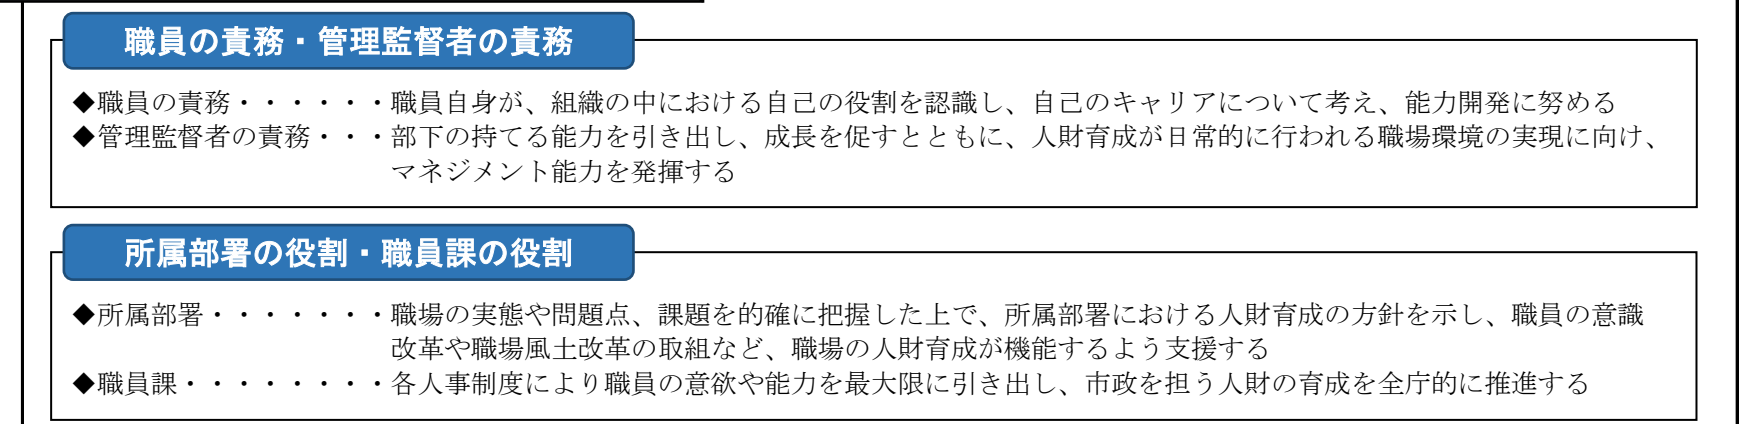 職員の責務・管理監督者の責務
◆職員の責務・・・・・・職員自身が、組織の中における自己の役割を認識し、自己のキャリアについて考え、能力開発に努める
◆管理監督者の責務・・・部下の持てる能力を引き出し、成長を促すとともに、人財育成が日常的に行われる職場環境の実現に向け、
マネジメント能力を発揮する
所属部署の役割・職員課の役割
◆所属部署・・・・・・・職場の実態や問題点、課題を的確に把握した上で、所属部署における人財育成の方針を示し、職員の意識
改革や職場風土改革の取組など、職場の人財育成が機能するよう支援する
◆職員課・・・・・・・・各人事制度により職員の意欲や能力を最大限に引き出し、市政を担う人財の育成を全庁的に推進する